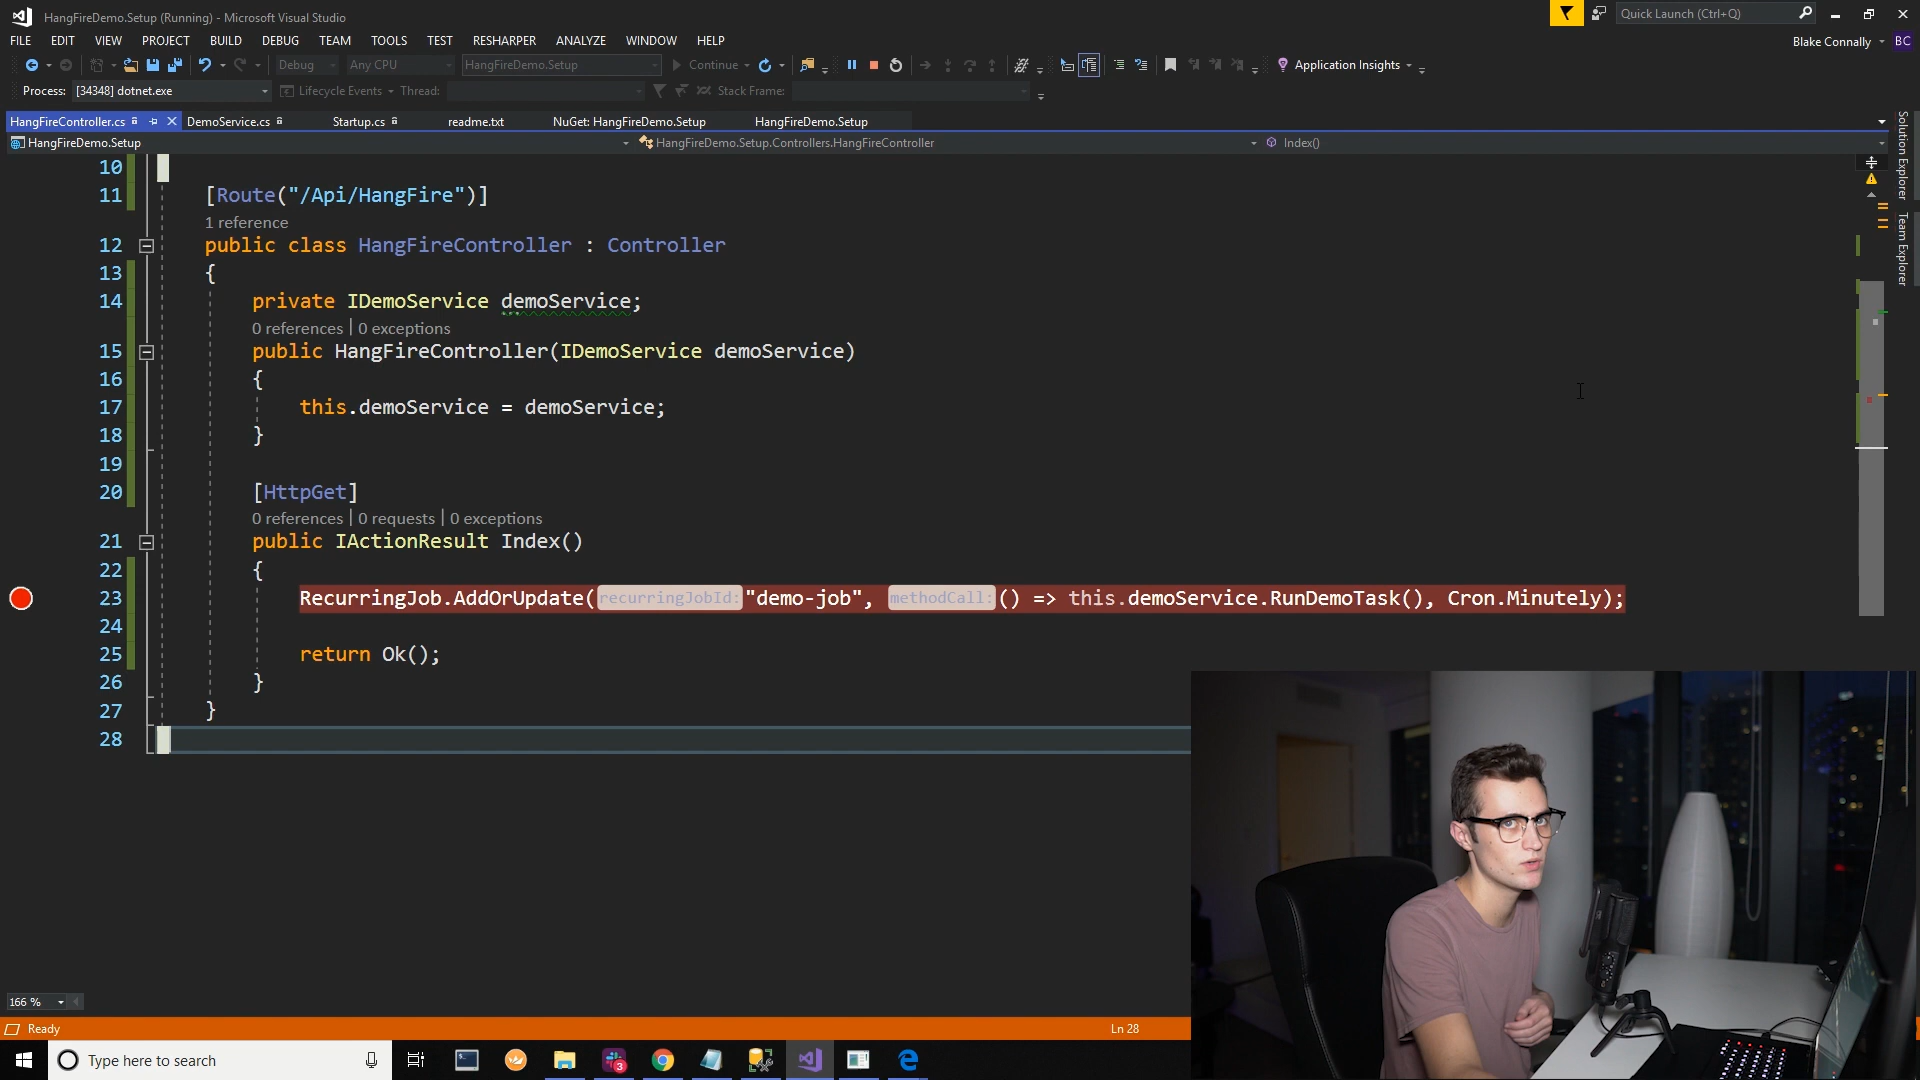 HangFireDemo.Setup (Running) - Microsoft Visual Studio
Quick Launch (Ctrl+Q)
FILE EDIT VIEW PROJECT BUILD DEBUG TEAM TOOLS TEST RESHARPER ANALYZE WINDOW HELP
Blake Connally BC
Debug Any CPU HangFireDemo.Setup Continue Application Insights
Process: [34348] dotnet.exe Lifecycle Events Thread: Stack Frame:
HangFireController.cs DemoService.cs Startup.cs readme.txt NuGet: HangFireDemo.Setup HangFireDemo.Setup
HangFireDemo.Setup HangFireDemo.Setup.Controllers.HangFireController Index()
Solution Explorer
Team Explorer
10
11 [Route("/Api/HangFire")]
1 reference
12 public class HangFireController : Controller
13 {
14 private IDemoService demoService;
0 references | 0 exceptions
15 public HangFireController(IDemoService demoService)
16 {
17 this.demoService = demoService;
18 }
19
20 [HttpGet]
0 references | 0 requests | 0 exceptions
21 public IActionResult Index()
22 {
23 RecurringJob.AddOrUpdate(recurringJobId:"demo-job", methodCall:() => this.demoService.RunDemoTask(), Cron.Minutely);
24
25 return Ok();
26 }
27 }
28
166 %
Ready Ln 28
Type here to search
3